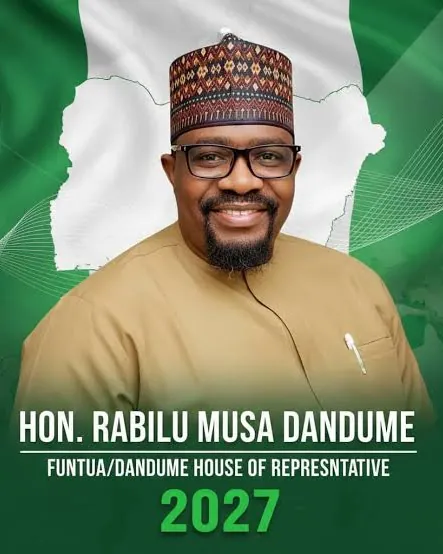 HON. RABILU MUSA DANDUME
FUNTUA/DANDUME HOUSE OF REPRESNTATIVE
2027